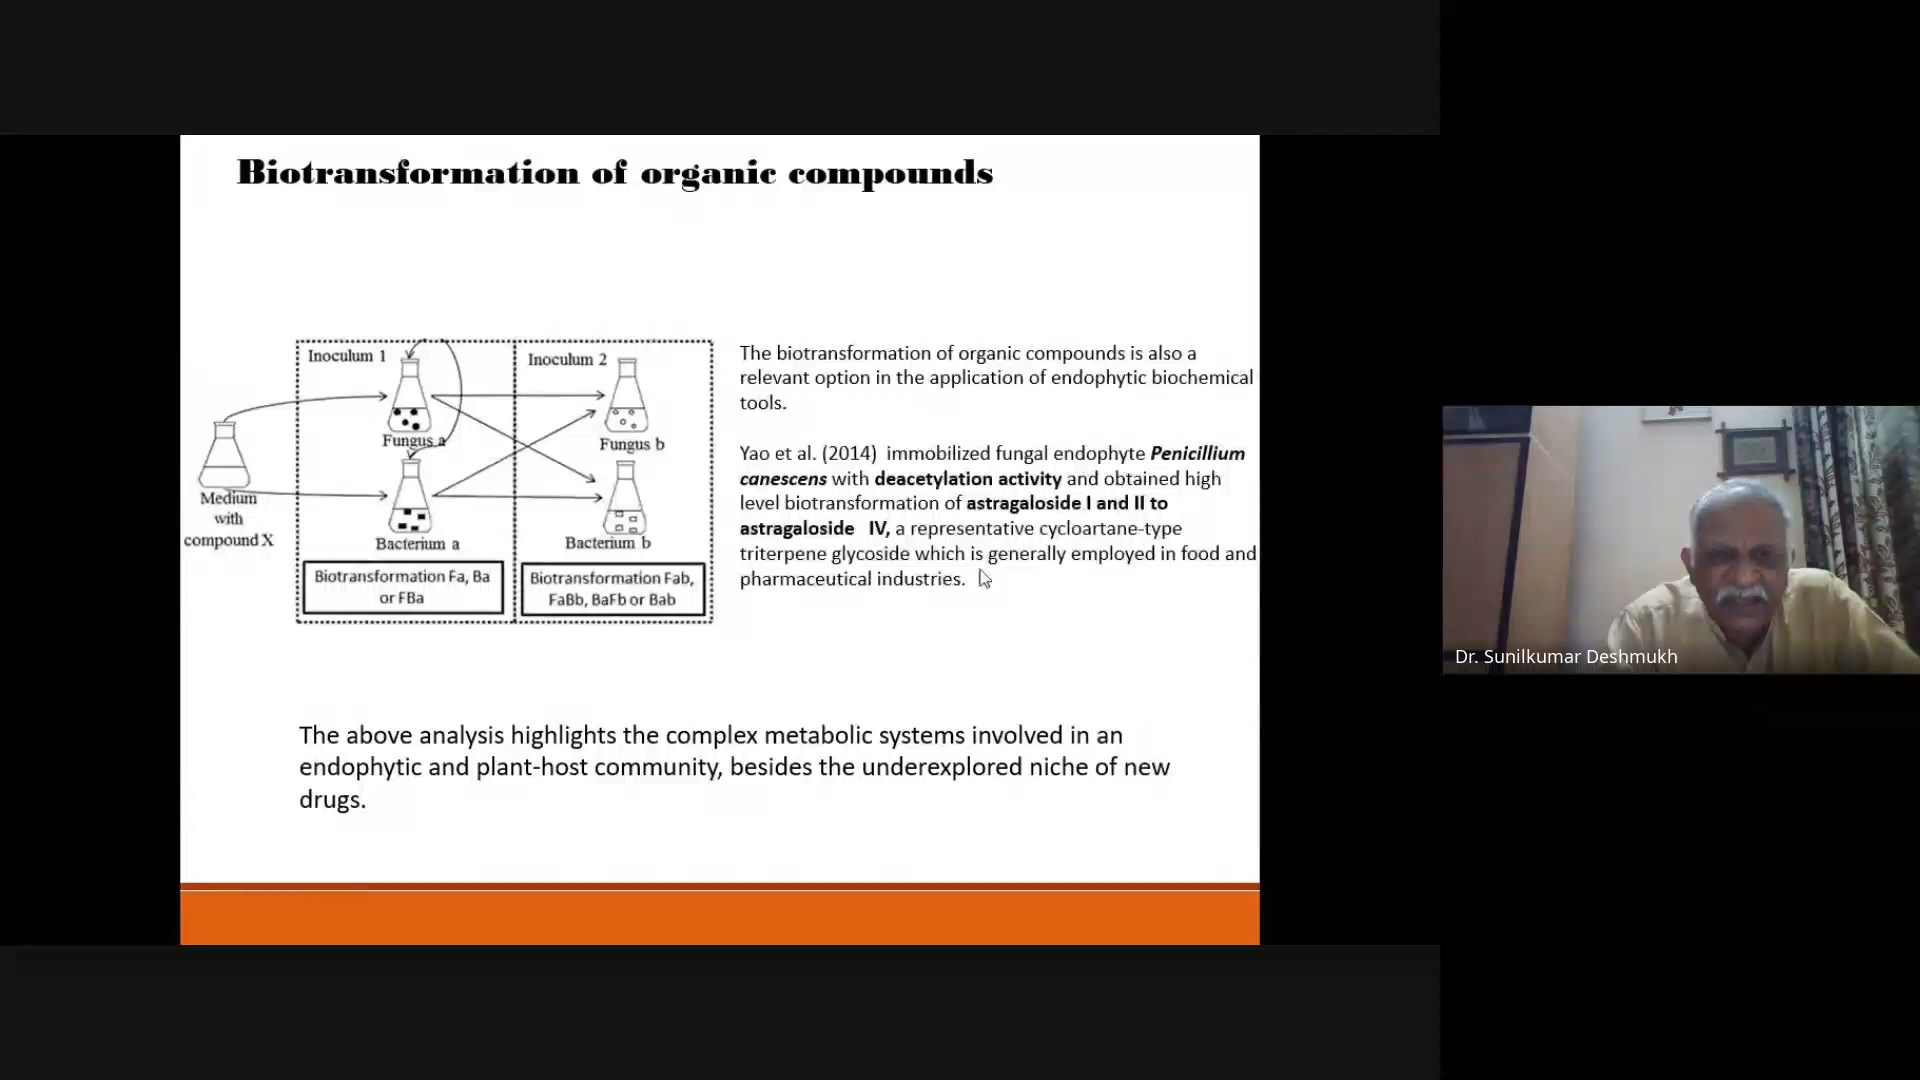 Biotransformation of organic compounds
Inoculum 1
Inoculum 2
Fungus a
Fungus b
Medium
with
compound X
Bacterium a
Bacterium b
Biotransformation Fa, Ba
or FBa
Biotransformation Fab,
FaBb, BaFb or Bab
The biotransformation of organic compounds is also a
relevant option in the application of endophytic biochemical
tools.
Yao et al. (2014) immobilized fungal endophyte Penicillium
canescens with deacetylation activity and obtained high
level biotransformation of astragaloside I and II to
astragaloside IV, a representative cycloartane-type
triterpene glycoside which is generally employed in food and
pharmaceutical industries.
The above analysis highlights the complex metabolic systems involved in an
endophytic and plant-host community, besides the underexplored niche of new
drugs.
Dr. Sunilkumar Deshmukh